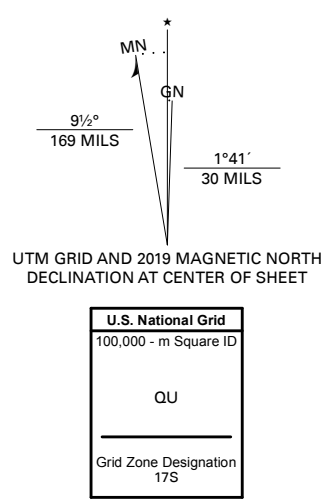 MN
GN
9½°
169 MILS
1°41´
30 MILS
UTM GRID AND 2019 MAGNETIC NORTH
DECLINATION AT CENTER OF SHEET
U.S. National Grid
100,000 - m Square ID
QU
Grid Zone Designation
17S